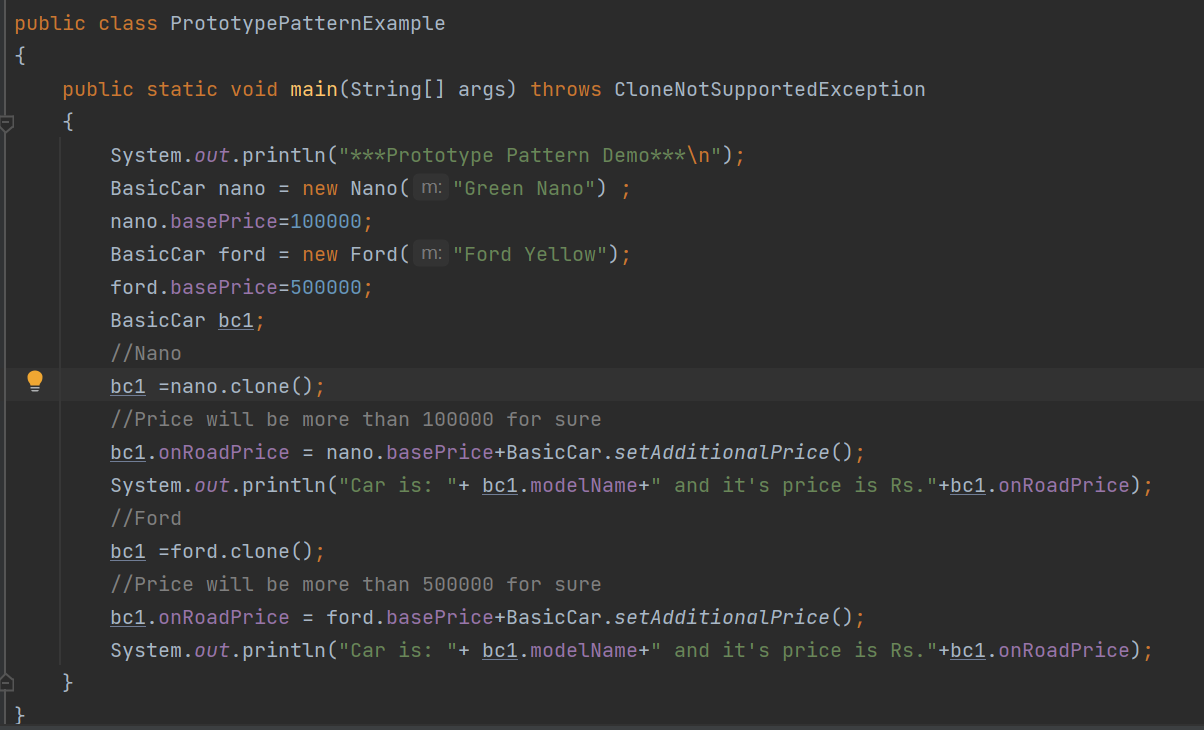 public class PrototypePatternExample
{
    public static void main(String[] args) throws CloneNotSupportedException
    {
        System.out.println("***Prototype Pattern Demo***\n");
        BasicCar nano = new Nano( m: "Green Nano") ;
        nano.basePrice=100000;
        BasicCar ford = new Ford( m: "Ford Yellow");
        ford.basePrice=500000;
        BasicCar bc1;
        //Nano
        bc1 =nano.clone();
        //Price will be more than 100000 for sure
        bc1.onRoadPrice = nano.basePrice+BasicCar.setAdditionalPrice();
        System.out.println("Car is: "+ bc1.modelName+" and it's price is Rs."+bc1.onRoadPrice);
        //Ford
        bc1 =ford.clone();
        //Price will be more than 500000 for sure
        bc1.onRoadPrice = ford.basePrice+BasicCar.setAdditionalPrice();
        System.out.println("Car is: "+ bc1.modelName+" and it's price is Rs."+bc1.onRoadPrice);
    }
}